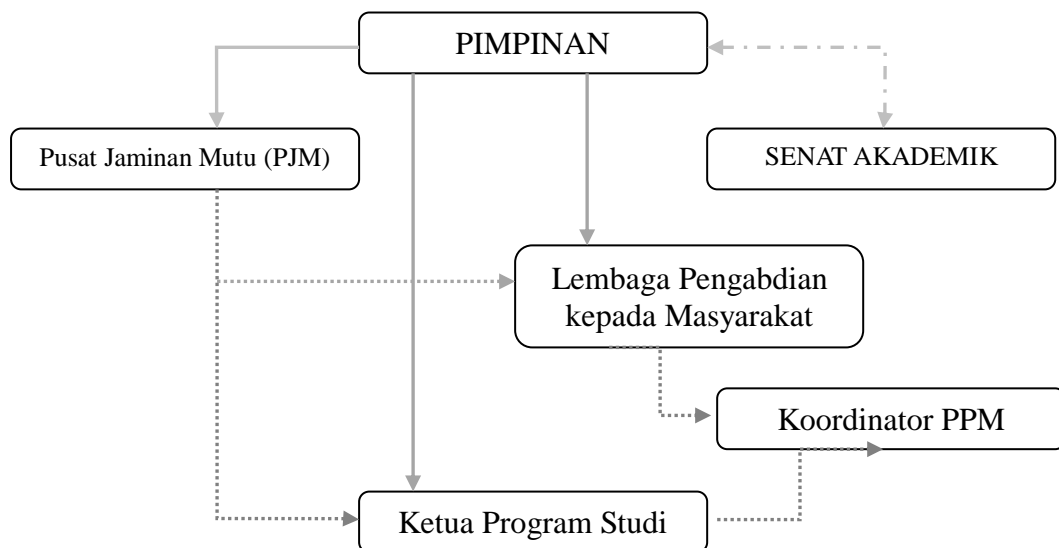 PIMPINAN
Pusat Jaminan Mutu (PJM)
SENAT AKADEMIK
Lembaga Pengabdian
kepada Masyarakat
Koordinator PPM
Ketua Program Studi